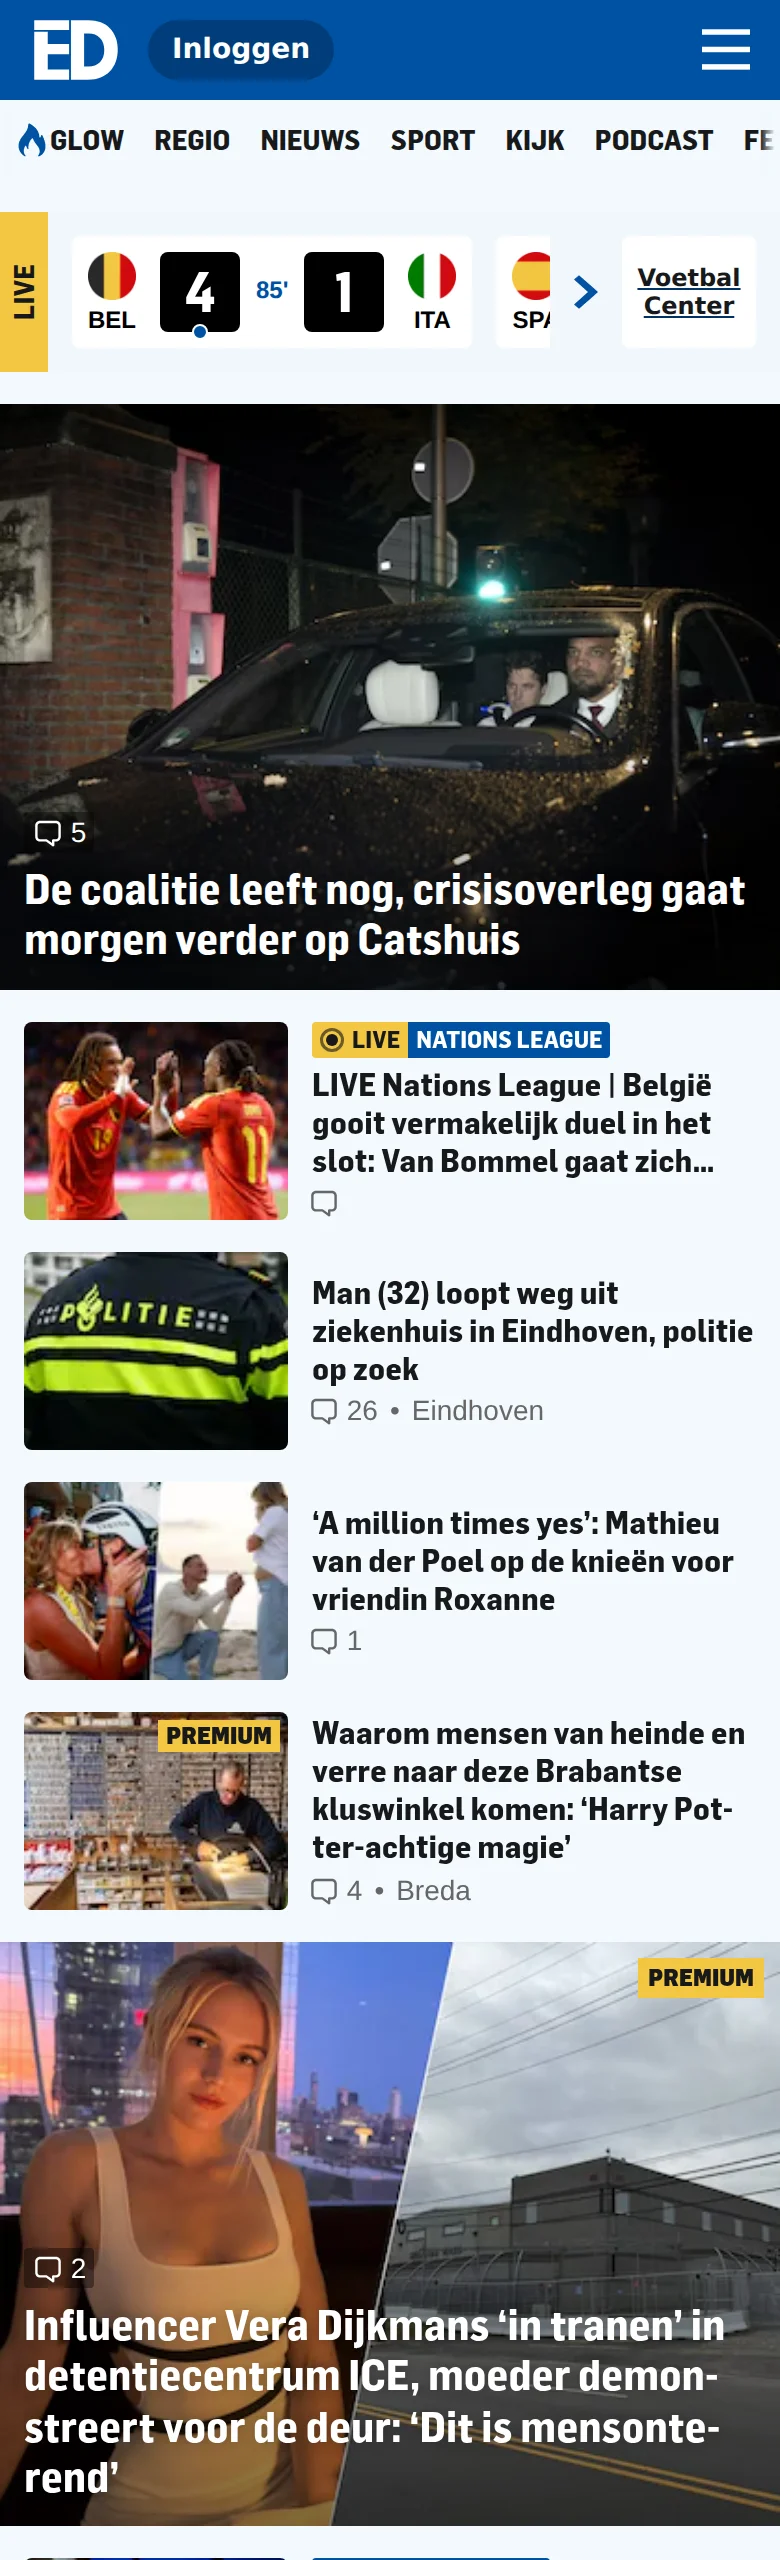 ED
Inloggen
GLOW REGIO NIEUWS SPORT KIJK PODCAST FE
LIVE
BEL
4
85'
1
ITA
SPA
Voetbal
Center
5
De coalitie leeft nog, crisisoverleg gaat
morgen verder op Catshuis
LIVE NATIONS LEAGUE
LIVE Nations League | België
gooit vermakelijk duel in het
slot: Van Bommel gaat zich...
19
11
POLITIE
Man (32) loopt weg uit
ziekenhuis in Eindhoven, politie
op zoek
26 • Eindhoven
‘A million times yes’: Mathieu
van der Poel op de knieën voor
vriendin Roxanne
1
PREMIUM
Waarom mensen van heinde en
verre naar deze Brabantse
kluswinkel komen: ‘Harry Pot-
ter-achtige magie’
4 • Breda
PREMIUM
2
Influencer Vera Dijkmans ‘in tranen’ in
detentiecentrum ICE, moeder demon-
streert voor de deur: ‘Dit is mensonte-
rend’